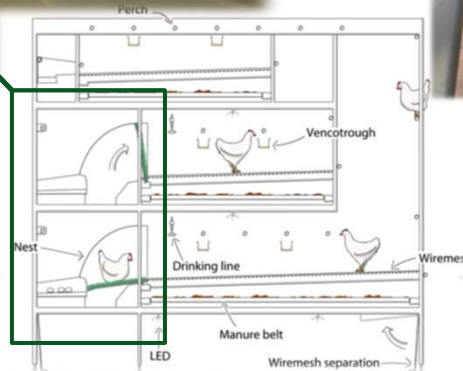 Perch
Vencotrough
Nest
Drinking line
Wiremes
Manure belt
LED
Wiremesh separation